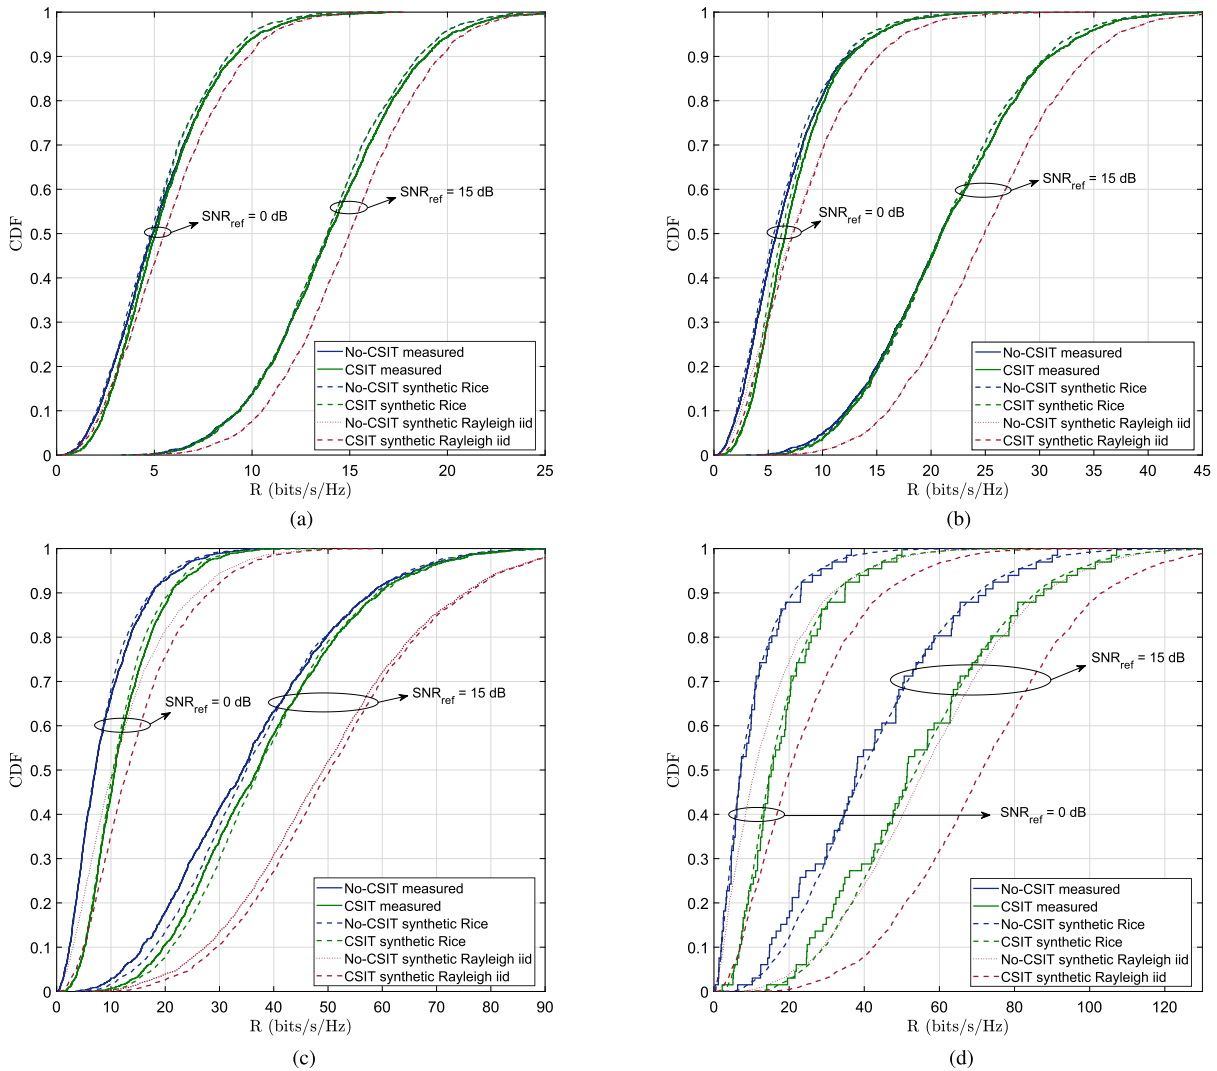 1
0.9
0.8
0.7
0.6
0.5
0.4
0.3
0.2
0.1
0
CDF
SNRref = 0 dB
SNRref = 15 dB
No-CSIT measured
CSIT measured
No-CSIT synthetic Rice
CSIT synthetic Rice
No-CSIT synthetic Rayleigh iid
CSIT synthetic Rayleigh iid
0 5 10 15 20 25
R (bits/s/Hz)
(a)
1
0.9
0.8
0.7
0.6
0.5
0.4
0.3
0.2
0.1
0
CDF
SNRref = 15 dB
SNRref = 0 dB
No-CSIT measured
CSIT measured
No-CSIT synthetic Rice
CSIT synthetic Rice
No-CSIT synthetic Rayleigh iid
CSIT synthetic Rayleigh iid
0 5 10 15 20 25 30 35 40 45
R (bits/s/Hz)
(b)
1
0.9
0.8
0.7
0.6
0.5
0.4
0.3
0.2
0.1
0
CDF
SNRref = 0 dB
SNRref = 15 dB
No-CSIT measured
CSIT measured
No-CSIT synthetic Rice
CSIT synthetic Rice
No-CSIT synthetic Rayleigh iid
CSIT synthetic Rayleigh iid
0 10 20 30 40 50 60 70 80 90
R (bits/s/Hz)
(c)
1
0.9
0.8
0.7
0.6
0.5
0.4
0.3
0.2
0.1
0
CDF
SNRref = 15 dB
SNRref = 0 dB
No-CSIT measured
CSIT measured
No-CSIT synthetic Rice
CSIT synthetic Rice
No-CSIT synthetic Rayleigh iid
CSIT synthetic Rayleigh iid
0 20 40 60 80 100 120
R (bits/s/Hz)
(d)